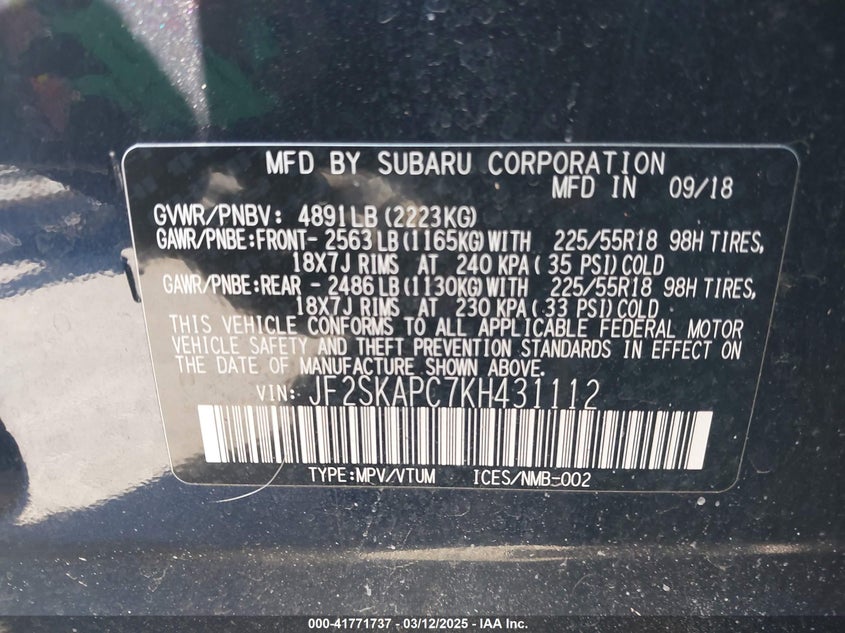 MFD BY SUBARU CORPORATION
MFD IN 09/18
GVWR/PNBV: 4891LB(2223KG)
GAWR/PNBE:FRONT- 2563LB(1165KG)WITH 225/55R18 98H TIRES,
18X7J RIMS AT 240 KPA( 35 PSI)COLD
GAWR/PNBE:REAR - 2486LB(1130KG)WITH 225/55R18 98H TIRES,
18X7J RIMS AT 230 KPA( 33 PSI)COLD
THIS VEHICLE CONFORMS TO ALL APPLICABLE FEDERAL MOTOR
VEHICLE SAFETY AND THEFT PREVENTION STANDARDS IN EFFECT ON
THE DATE OF MANUFACTURE SHOWN ABOVE.
VIN: JF2SKAPC7KH431112
TYPE:MPV/VTUM ICES/NMB-002
000-41771737 - 03/12/2025 - IAA Inc.